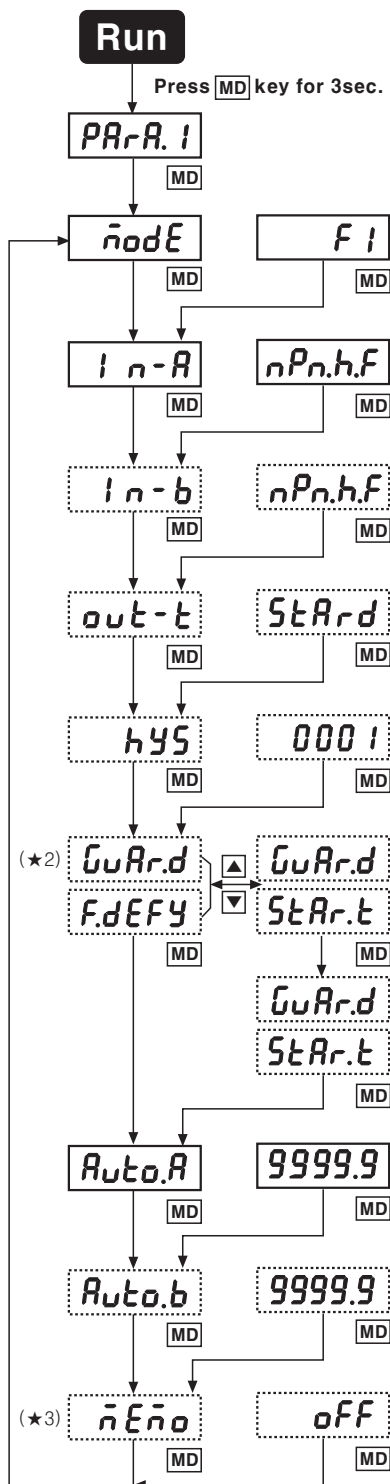 Run
Press MD key for 3sec.
PArA.1
MD
modE F1
MD MD
In-A nPn.h.F
MD MD
In-b nPn.h.F
MD MD
out-t StArd
MD MD
hYS 0001
MD MD
(★2) GuAr.d ▲ GuAr.d
F.dEFY ▼ StAr.t
MD MD
GuAr.d
StAr.t
MD
Auto.A 9999.9
MD MD
Auto.b 9999.9
MD MD
(★3) mEmo oFF
MD MD